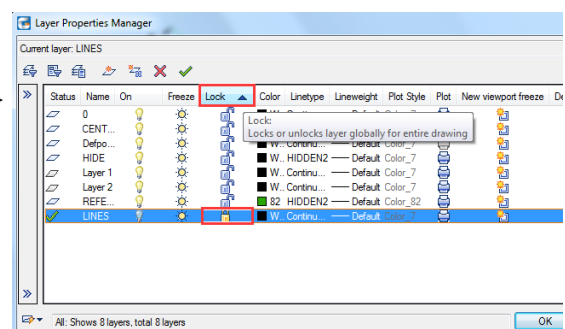 Layer Properties Manager
Current layer: LINES
Status Name On Freeze Lock Color Linetype Lineweight Plot Style Plot New viewport freeze De
0 W..
Lock:
Locks or unlocks layer globally for entire drawing
CENT... W..
Defpo... W.. Continu... Default Color_7
HIDE W.. HIDDEN2 Default Color_7
Layer 1 W.. Continu... Default Color_7
Layer 2 W.. Continu... Default Color_7
REFE... 82 HIDDEN2 Default Color_82
LINES W.. Continu... Default Color_7
All: Shows 8 layers, total 8 layers
OK